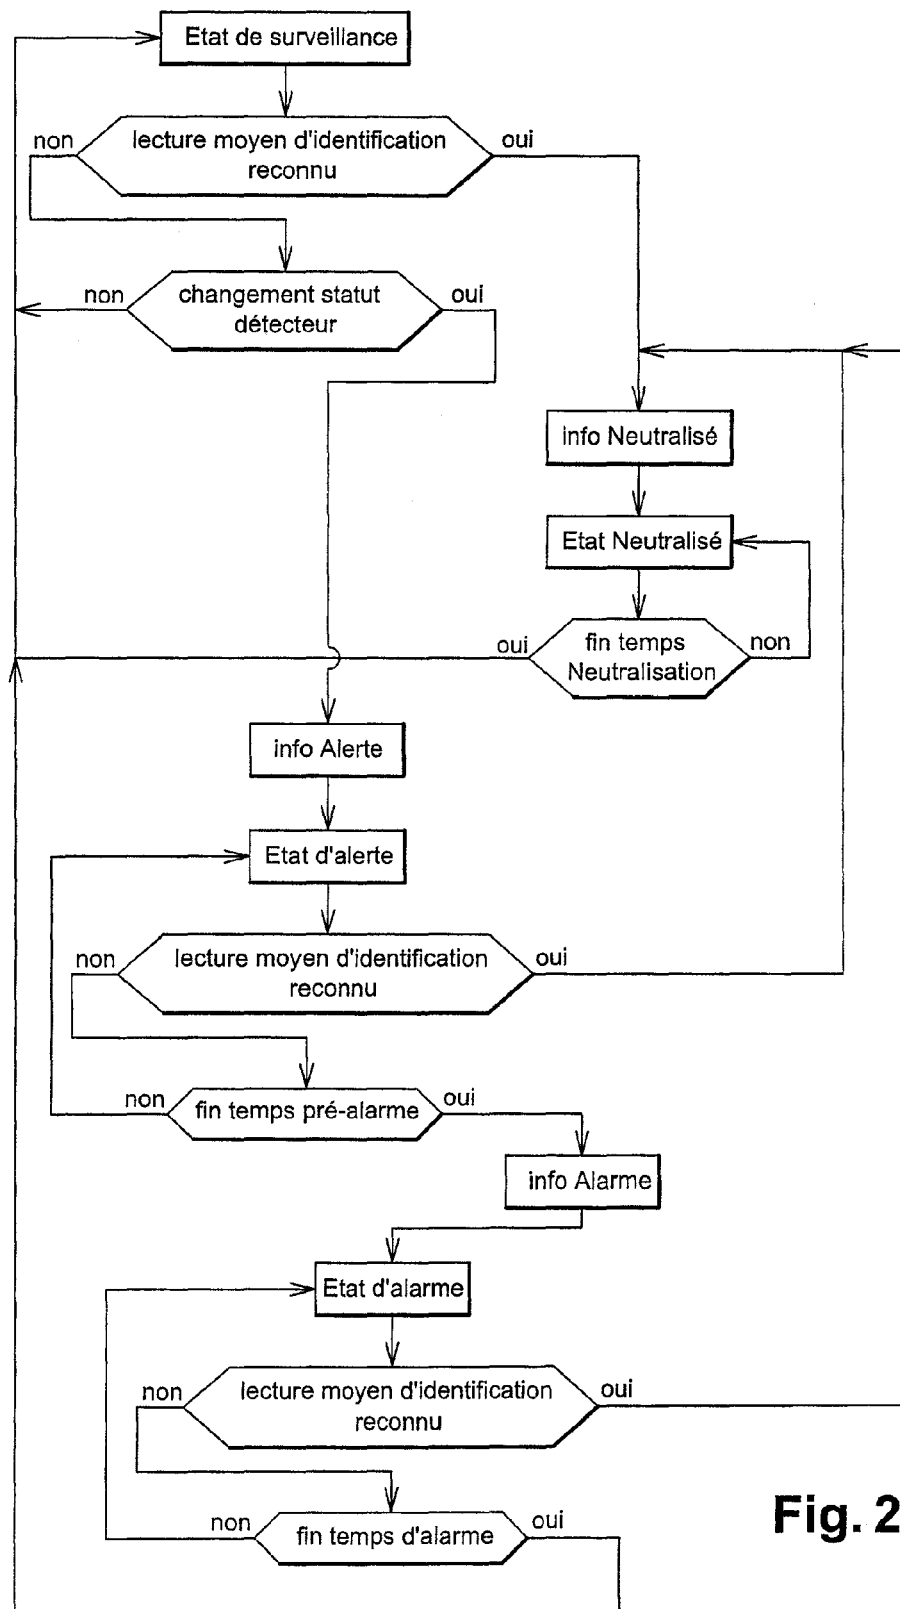 Etat de surveillance
non
lecture moyen d'identification
reconnu
oui
non
changement statut
détecteur
oui
info Neutralisé
Etat Neutralisé
oui
fin temps
Neutralisation
non
info Alerte
Etat d'alerte
non
lecture moyen d'identification
reconnu
oui
non
fin temps pré-alarme
oui
info Alarme
Etat d'alarme
non
lecture moyen d'identification
reconnu
oui
non
fin temps d'alarme
oui
Fig. 2